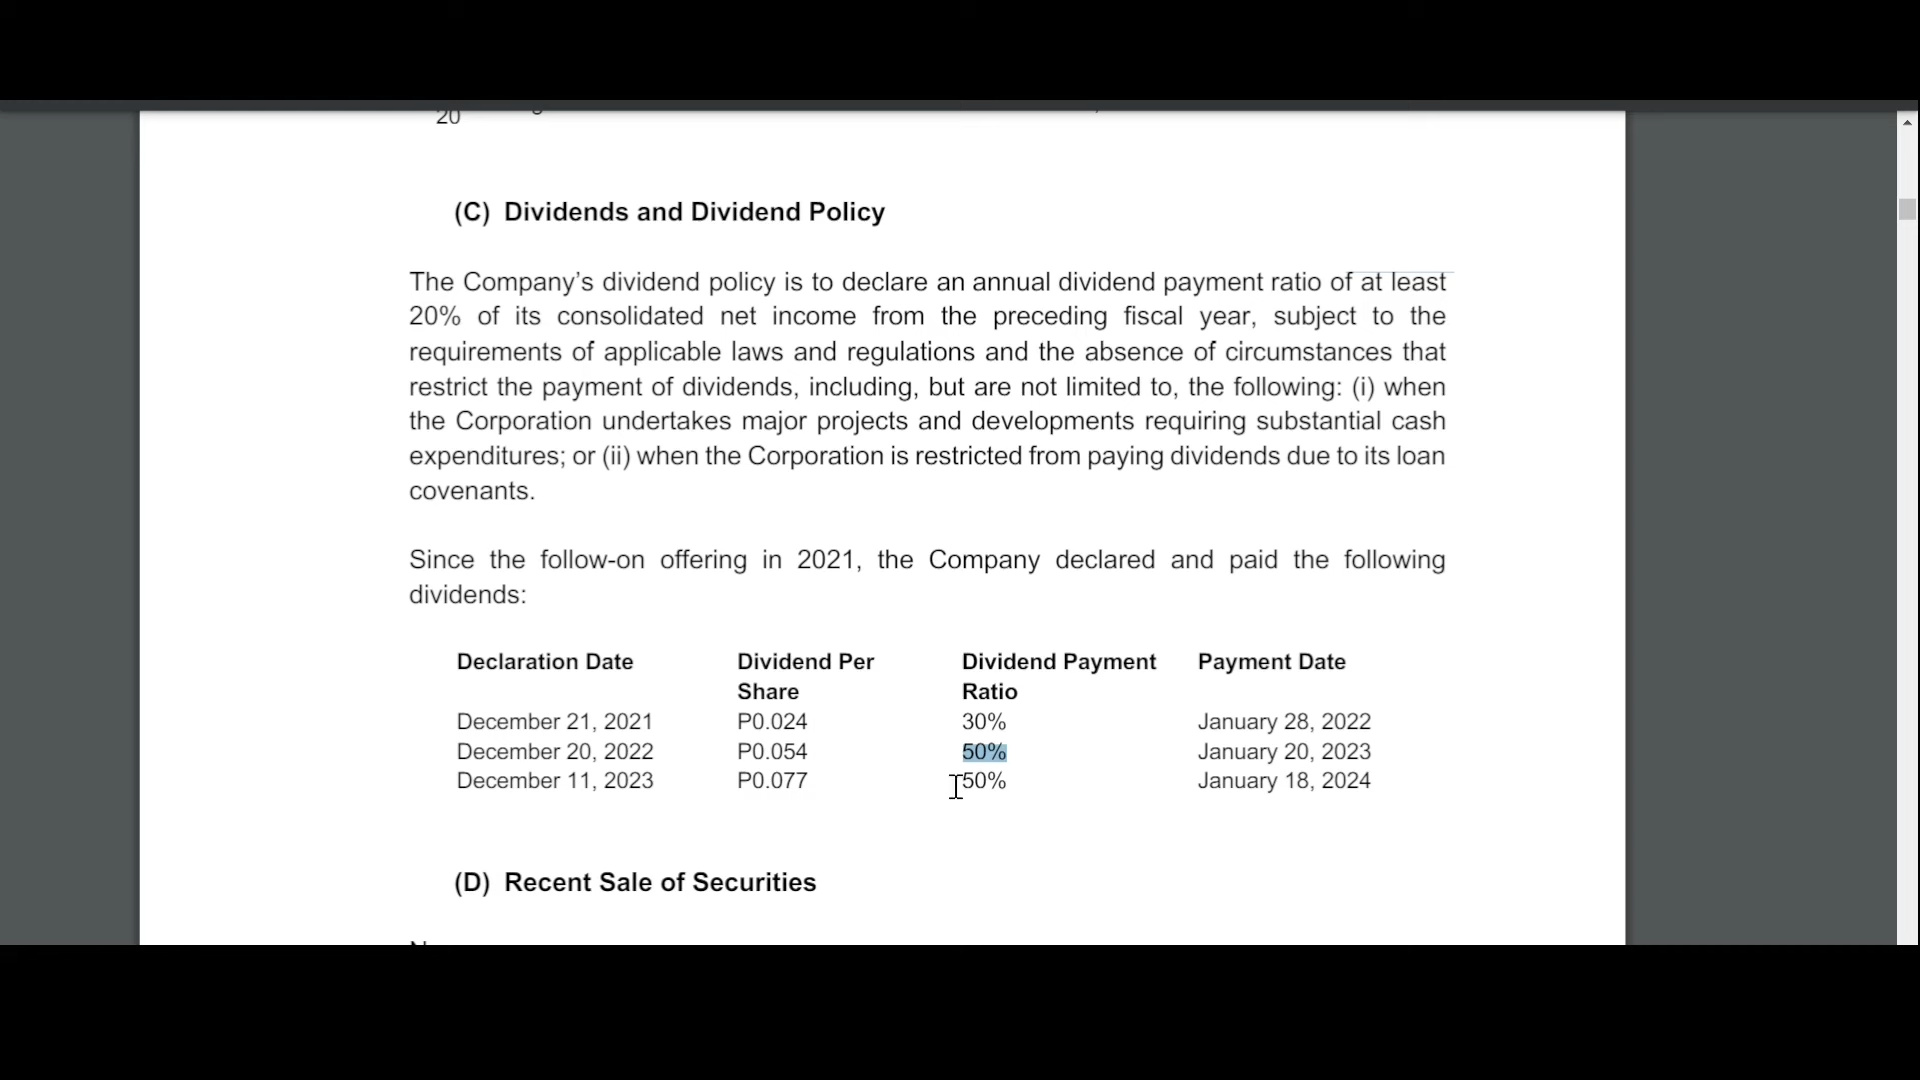 20
(C) Dividends and Dividend Policy
The Company’s dividend policy is to declare an annual dividend payment ratio of at least
20% of its consolidated net income from the preceding fiscal year, subject to the
requirements of applicable laws and regulations and the absence of circumstances that
restrict the payment of dividends, including, but are not limited to, the following: (i) when
the Corporation undertakes major projects and developments requiring substantial cash
expenditures; or (ii) when the Corporation is restricted from paying dividends due to its loan
covenants.
Since the follow-on offering in 2021, the Company declared and paid the following
dividends:
Declaration Date Dividend Per Dividend Payment Payment Date
Share Ratio
December 21, 2021 P0.024 30% January 28, 2022
December 20, 2022 P0.054 50% January 20, 2023
December 11, 2023 P0.077 50% January 18, 2024
(D) Recent Sale of Securities